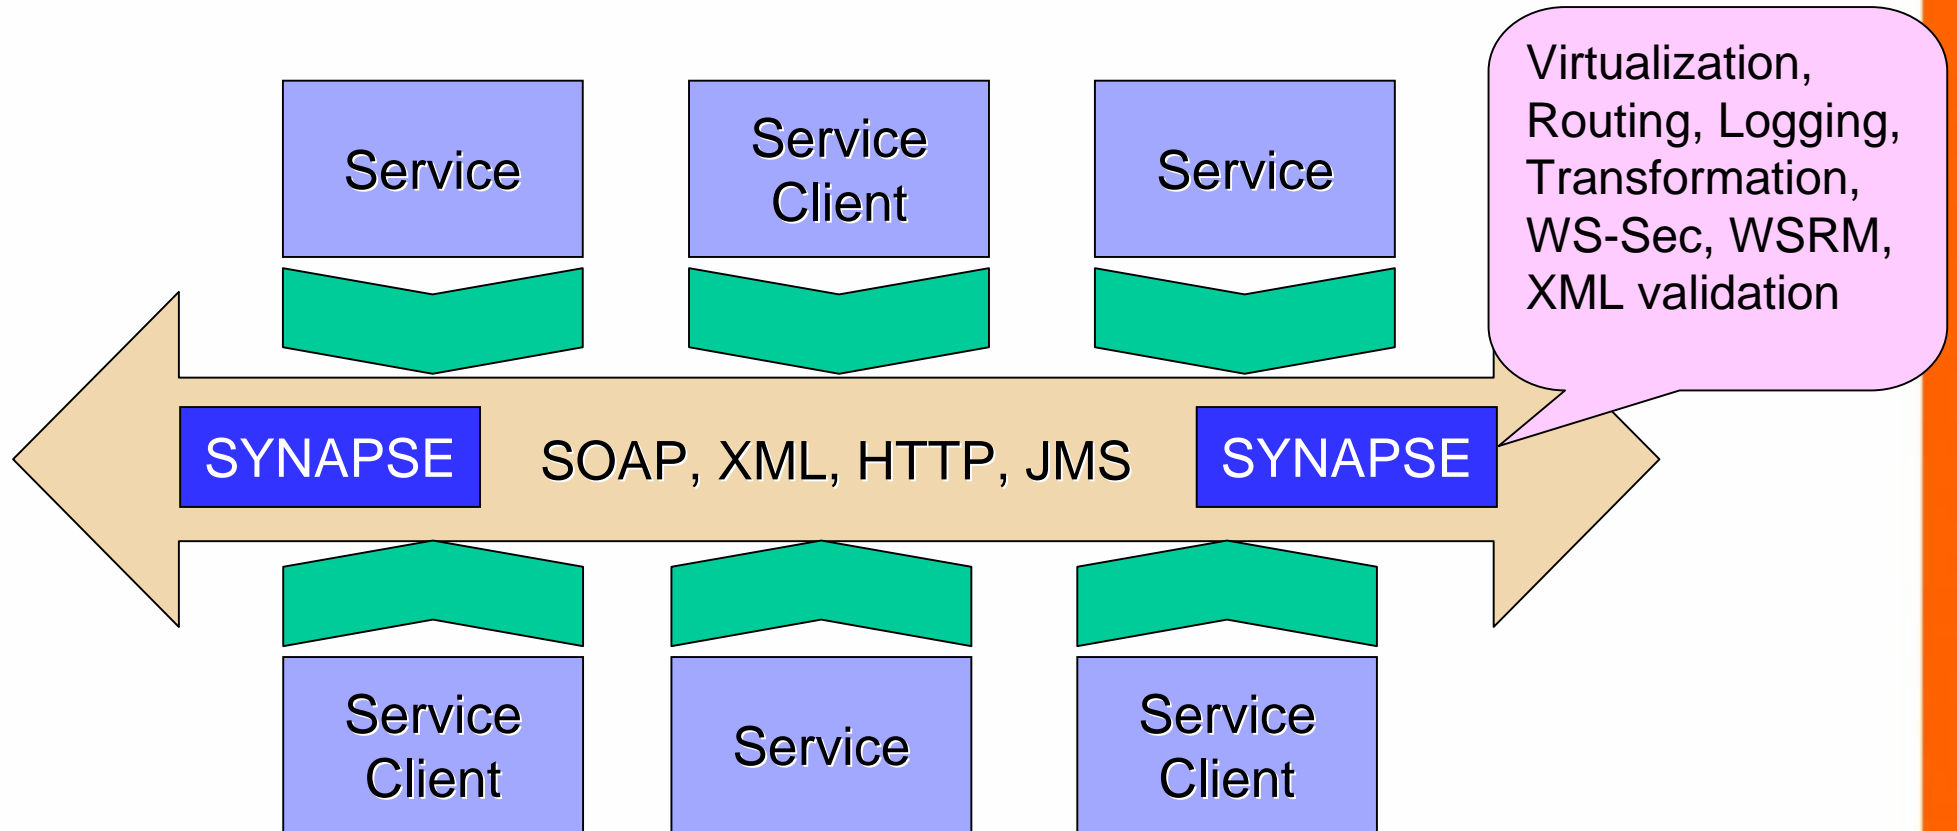 Service
Service
Client
Service
Virtualization,
Routing, Logging,
Transformation,
WS-Sec, WSRM,
XML validation
SYNAPSE
SOAP, XML, HTTP, JMS
SYNAPSE
Service
Client
Service
Service
Client